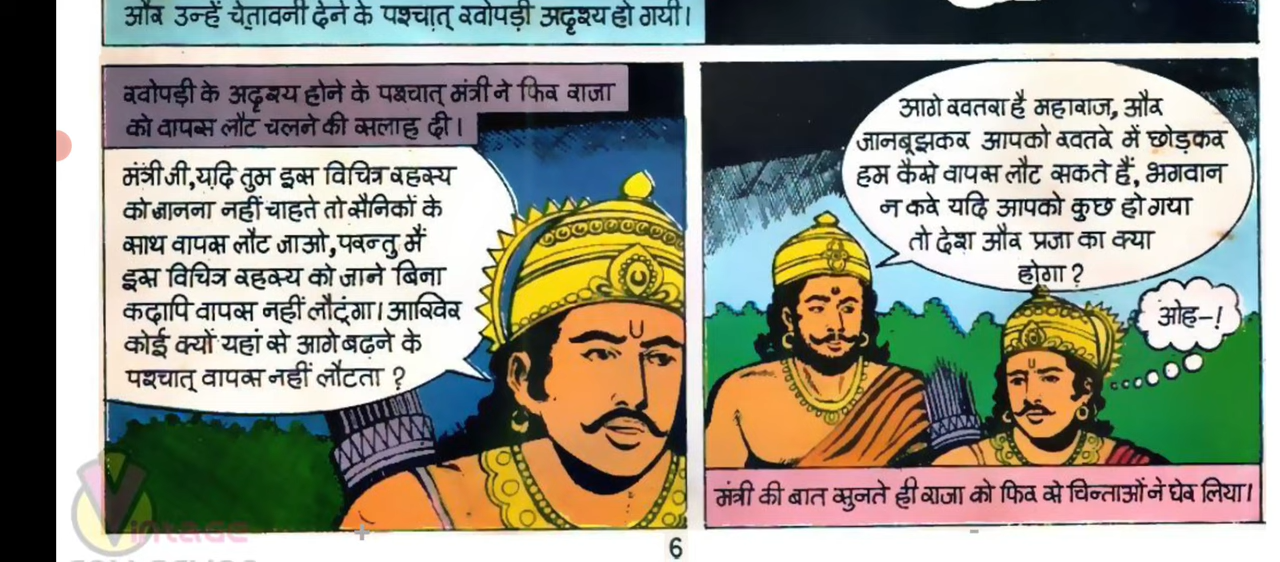 और उन्हें चेतावनी देने के पश्चात् खोपड़ी अदृश्य हो गयी।
खोपड़ी के अदृश्य होने के पश्चात् मंत्री ने फिर राजा
को वापस लौट चलने की सलाह दी।
मंत्रीजी, यदि तुम इस विचित्र रहस्य
को जानना नहीं चाहते तो सैनिकों के
साथ वापस लौट जाओ, परन्तु मैं
इस विचित्र रहस्य को जाने बिना
कदापि वापस नहीं लौटूंगा। आखिर
कोई क्यों यहां से आगे बढ़ने के
पश्चात् वापस नहीं लौटता ?
आगे खतरा है महाराज, और
जानबूझकर आपको खतरे में छोड़कर
हम कैसे वापस लौट सकते हैं, भगवान
न करे यदि आपको कुछ हो गया
तो देश और प्रजा का क्या
होगा ?
ओह-!
मंत्री की बात सुनते ही राजा को फिर से चिन्ताओं ने घेर लिया।
6
Vintage